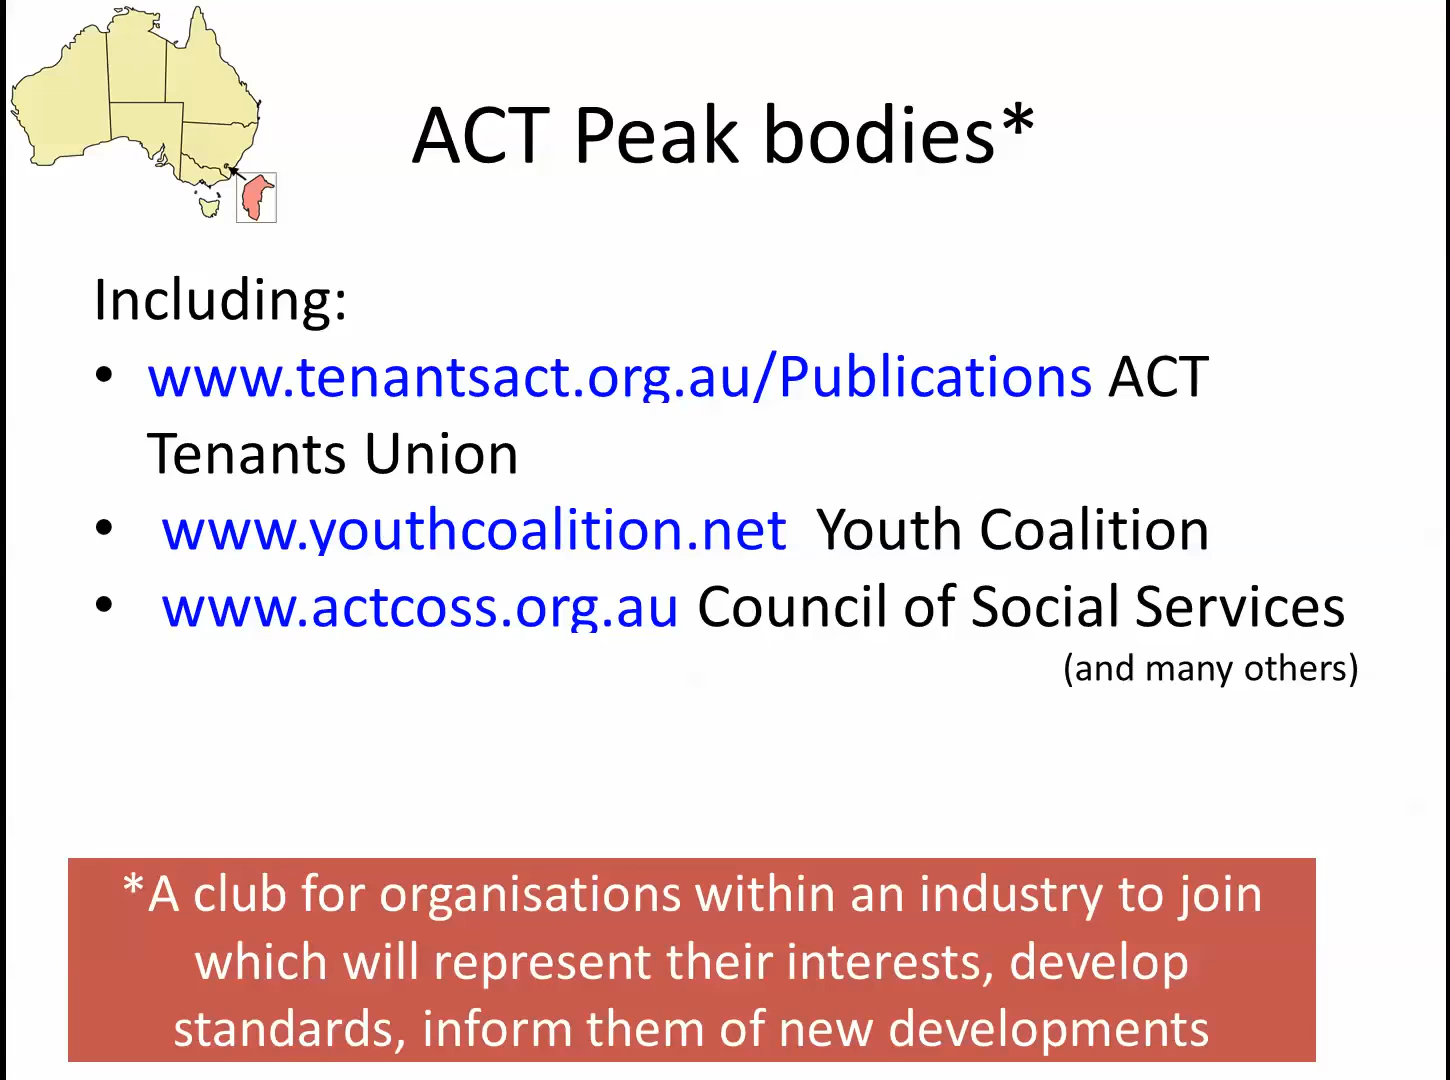 ACT Peak bodies*
Including:
• www.tenantsact.org.au/Publications ACT
Tenants Union
• www.youthcoalition.net Youth Coalition
• www.actcoss.org.au Council of Social Services
(and many others)
*A club for organisations within an industry to join
which will represent their interests, develop
standards, inform them of new developments